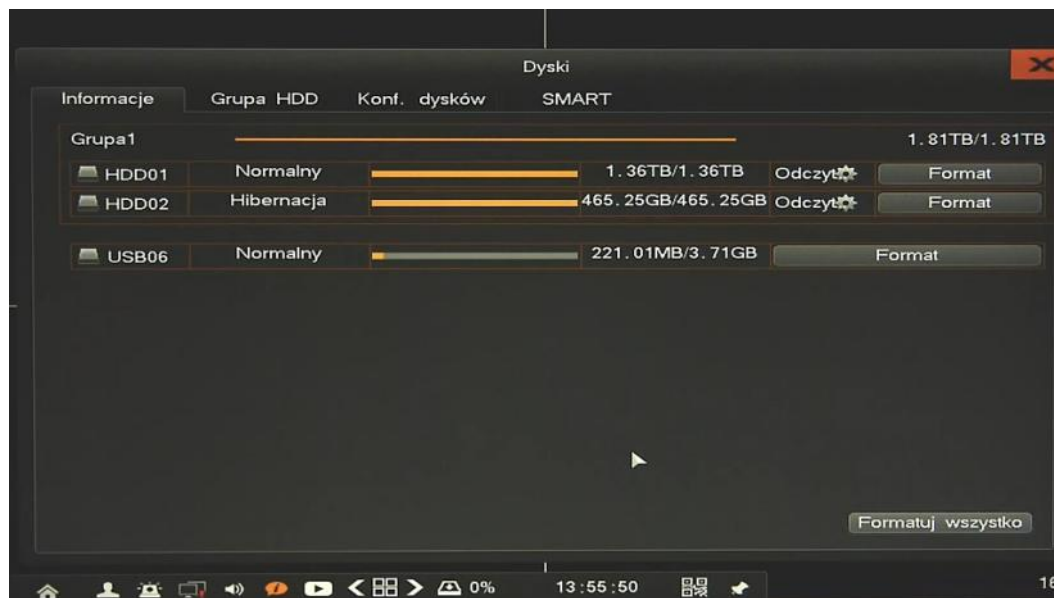 Dyski
Informacje Grupa HDD Konf. dysków SMART
Grupa1 1.81TB/1.81TB
HDD01 Normalny 1.36TB/1.36TB Odczyt Format
HDD02 Hibernacja 465.25GB/465.25GB Odczyt Format
USB06 Normalny 221.01MB/3.71GB Format
Formatuj wszystko
0% 13:55:50 16